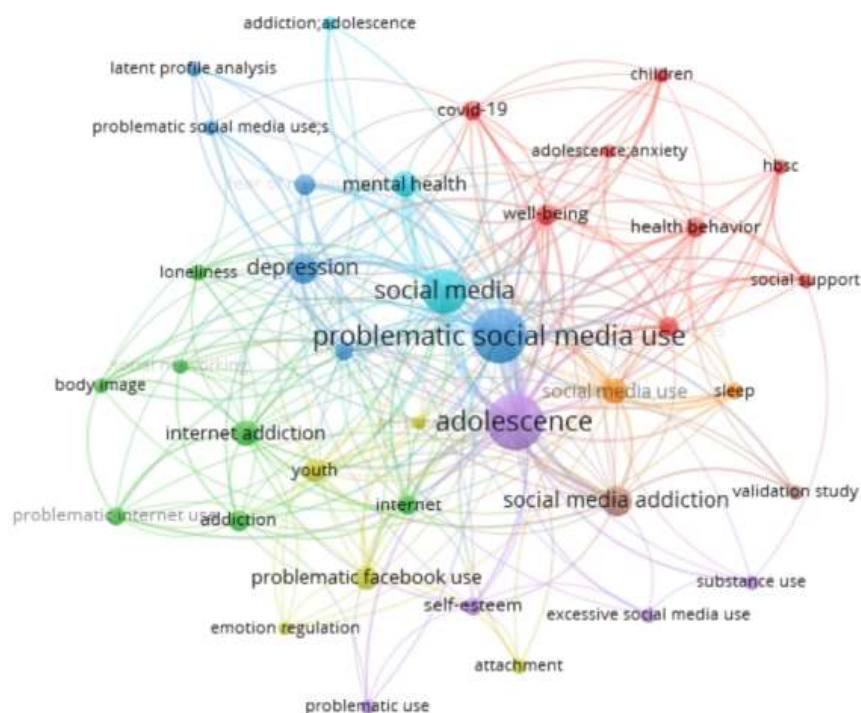 addiction;adolescence
latent profile analysis
children
covid-19
problematic social media use;s
adolescence;anxiety
hbsc
mental health
well-being
health behavior
loneliness
depression
social media
social support
problematic social media use
social networking
body image
social media use
sleep
adolescence
internet addiction
youth
social media addiction
validation study
internet
problematic internet use
addiction
problematic facebook use
substance use
self-esteem
excessive social media use
emotion regulation
attachment
problematic use